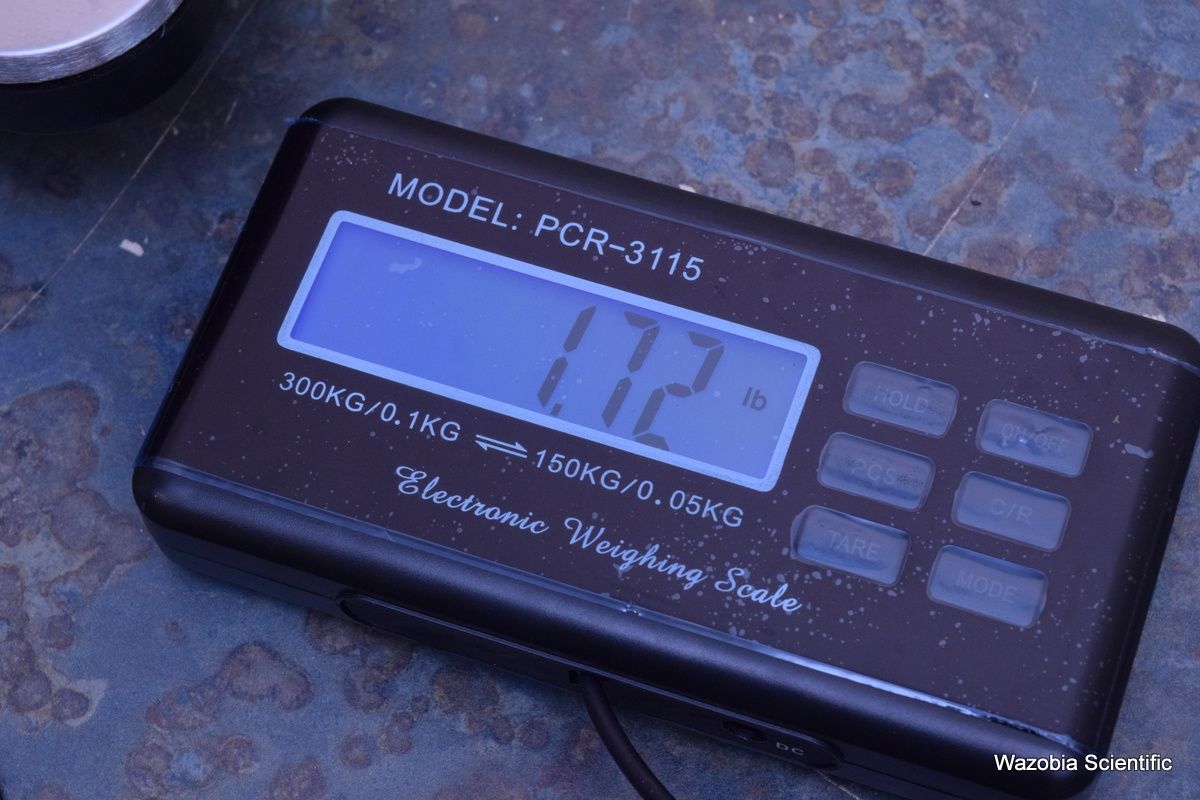 MODEL: PCR-3115
1.72 lb
300KG/0.1KG ⇌ 150KG/0.05KG
Electronic Weighing Scale
HOLD
ON/OFF
PCS
C/R
TARE
MODE
DC
Wazobia Scientific